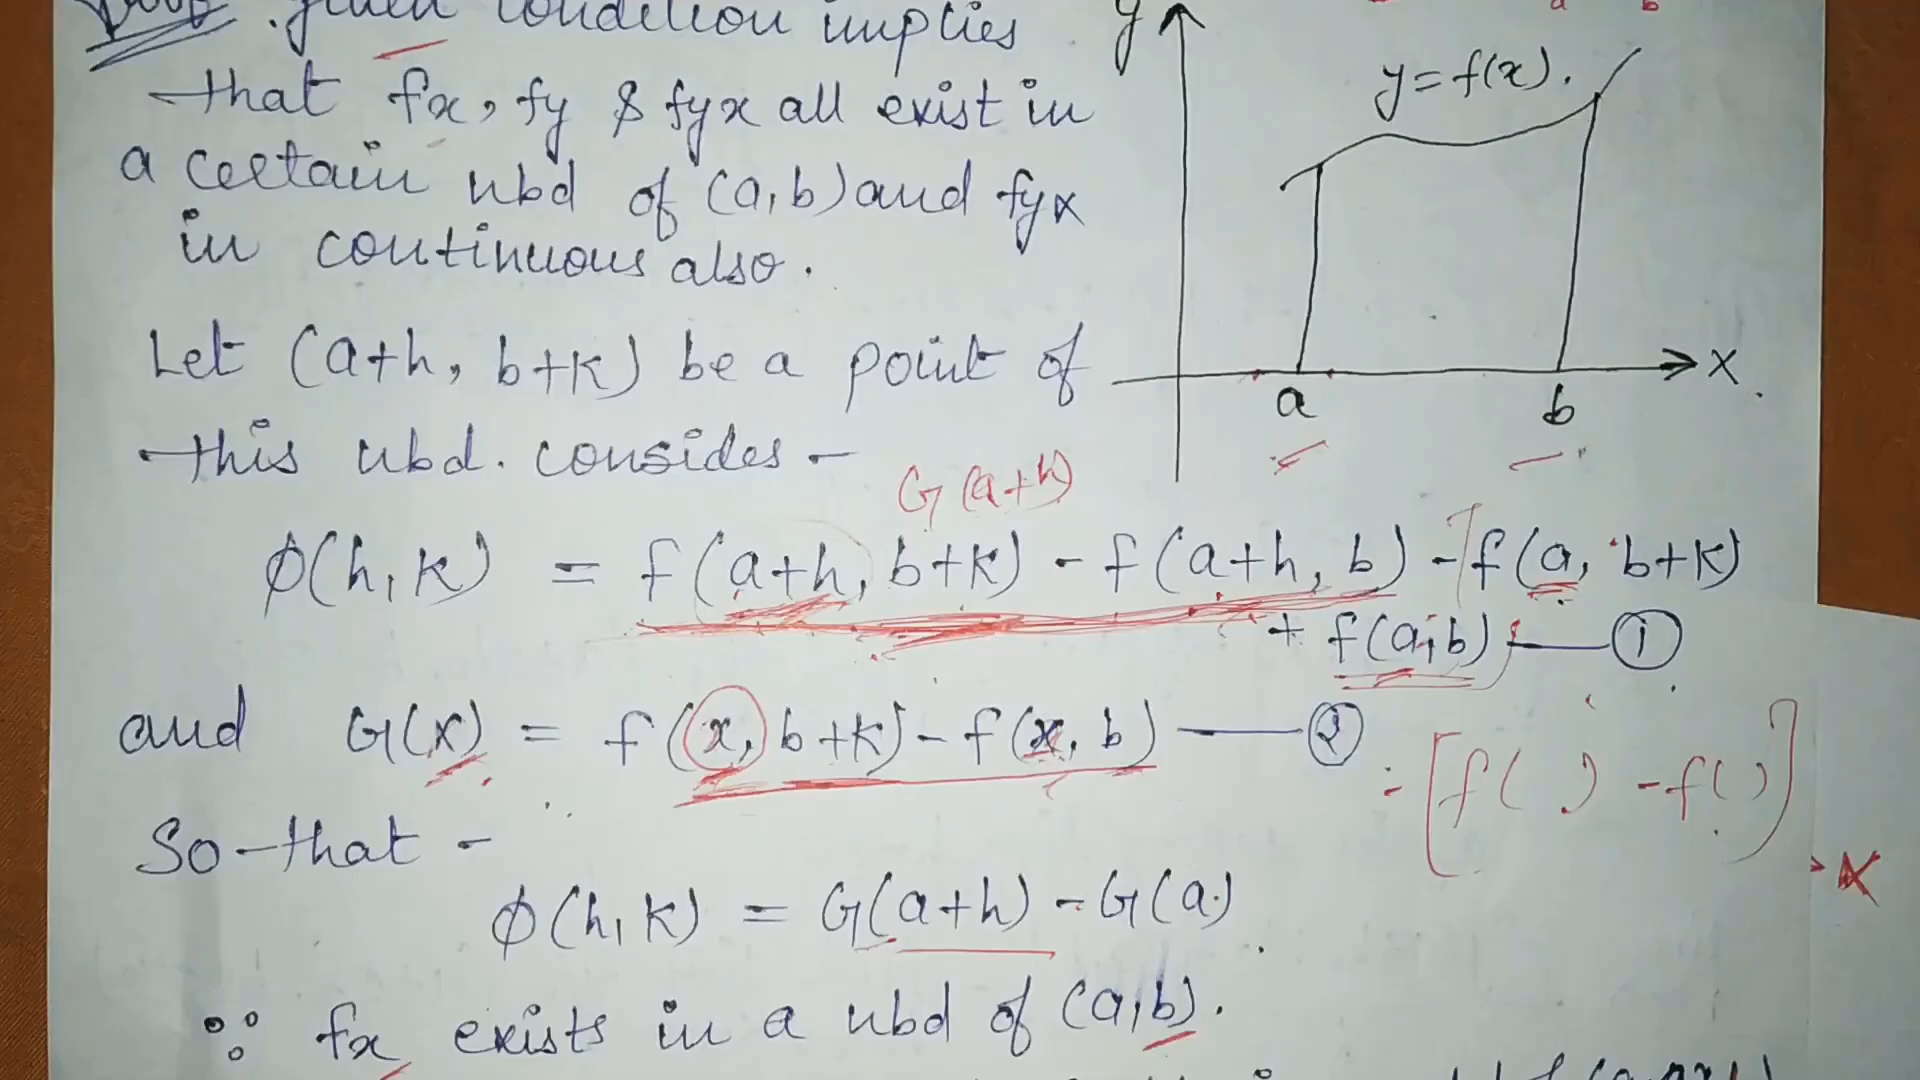 Proof. given condition implies
that fx, fy & fyx all exist in
a certain nbd of (a,b) and fyx
in continuous also.
Let (a+h, b+k) be a point of
this nbd. consider -
G(a+h)
φ(h,k) = f(a+h, b+k) - f(a+h, b) - f(a, b+k)
+ f(a,b) — ①
and G(x) = f(x, b+k) - f(x, b) — ②
- [f( ) - f( )]
So that -
φ(h,k) = G(a+h) - G(a)
∵ fx exists in a nbd of (a,b).
y
y = f(x).
x
a b
a b